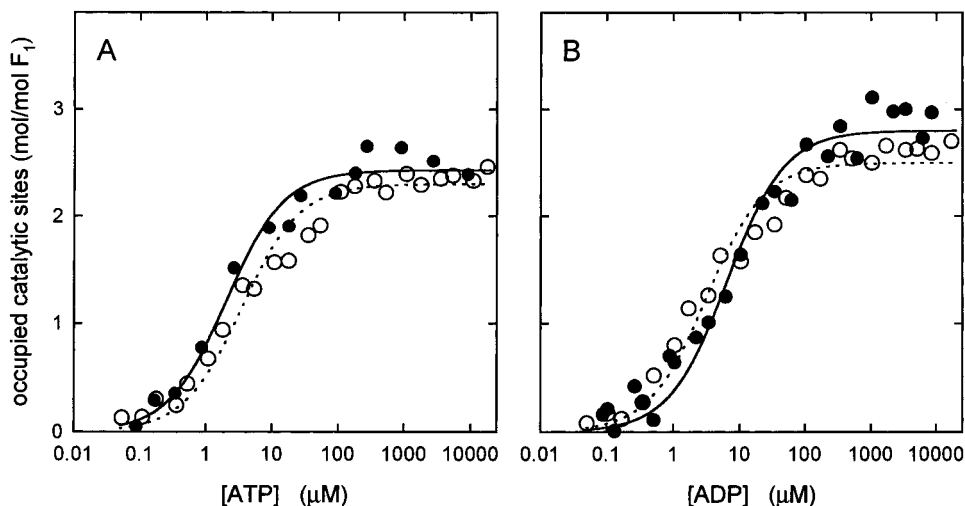 A
B
occupied catalytic sites (mol/mol F₁)
3
2
1
0
0.01 0.1 1 10 100 1000 10000
0.01 0.1 1 10 100 1000 10000
[ATP] (μM)
[ADP] (μM)